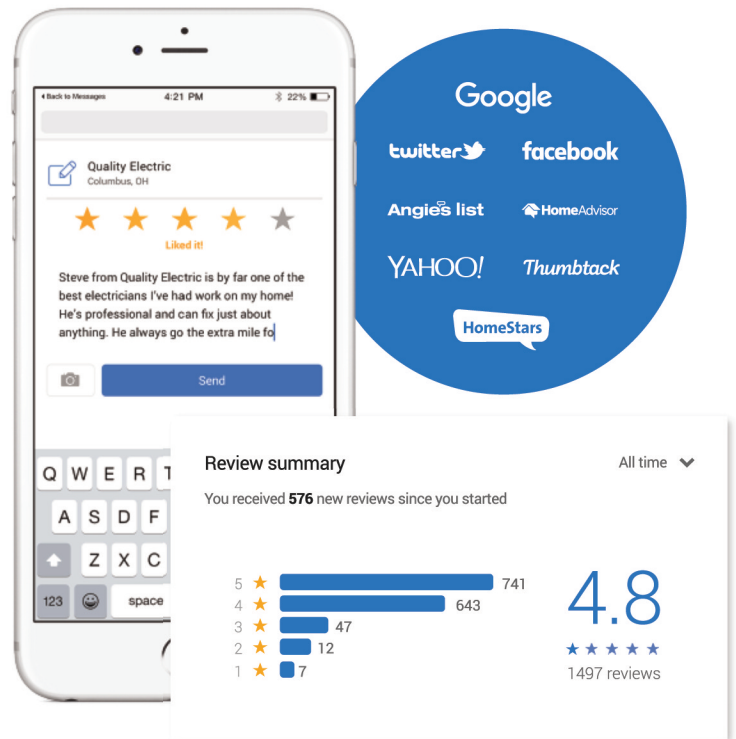 Back to Messages 4:21 PM 22%
Quality Electric
Columbus, OH
Liked it!
Steve from Quality Electric is by far one of the
best electricians I've had work on my home!
He's professional and can fix just about
anything. He always go the extra mile fo
Send
Q W E R T
A S D F
Z X C
123 space
Google
twitter facebook
Angie's list HomeAdvisor
YAHOO! Thumbtack
HomeStars
Review summary All time
You received 576 new reviews since you started
5 741
4 643
3 47
2 12
1 7
4.8
1497 reviews